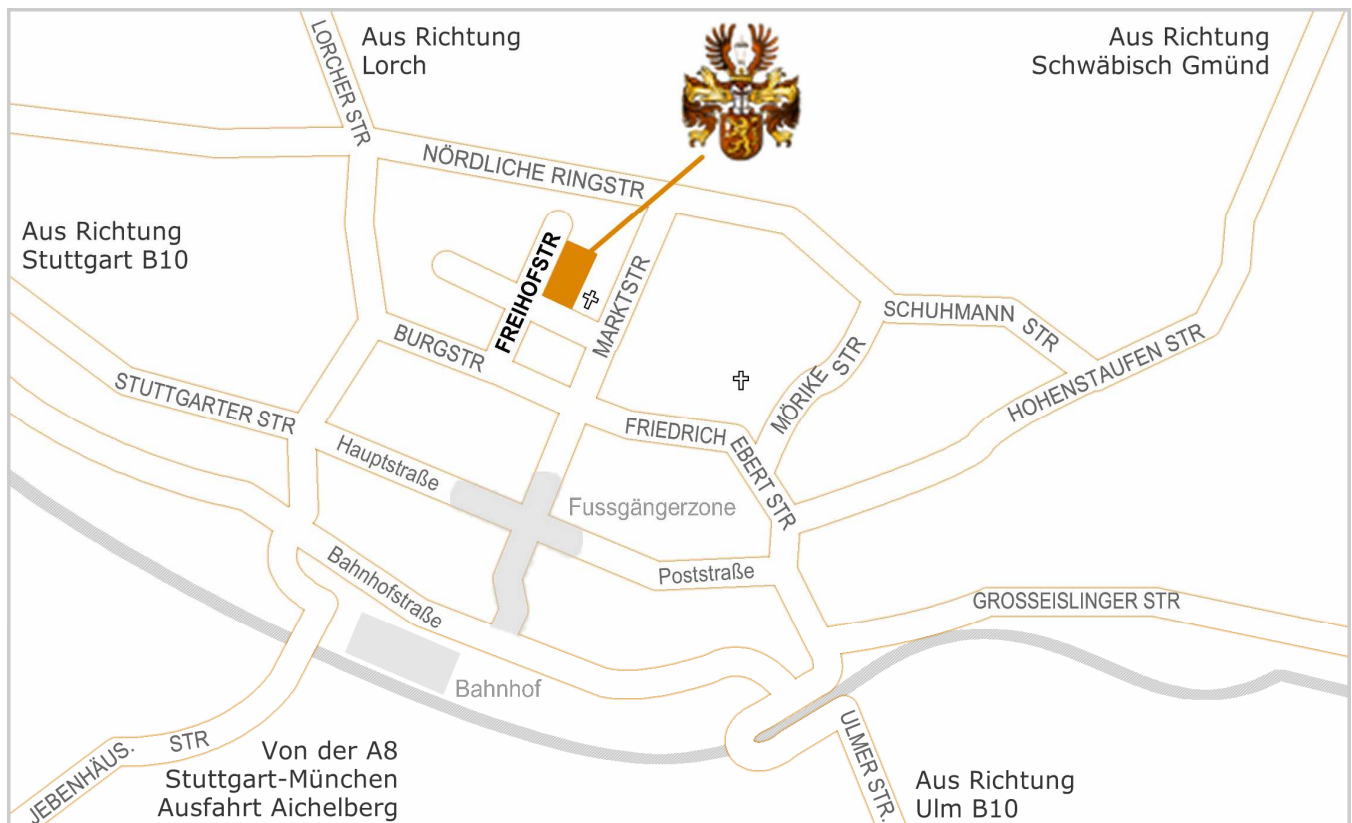 Aus Richtung
Lorch
Aus Richtung
Schwäbisch Gmünd
LORCHER STR
NÖRDLICHE RINGSTR
Aus Richtung
Stuttgart B10
FREIHOFSTR
MARKTSTR
BURGSTR
SCHUHMANN STR
MÖRIKE STR
HOHENSTAUFEN STR
STUTTGARTER STR
FRIEDRICH EBERT STR
Hauptstraße
Fussgängerzone
Bahnhofstraße
Poststraße
GROSSEISLINGER STR
Bahnhof
JEBENHÄUS. STR
Von der A8
Stuttgart-München
Ausfahrt Aichelberg
ULMER STR.
Aus Richtung
Ulm B10